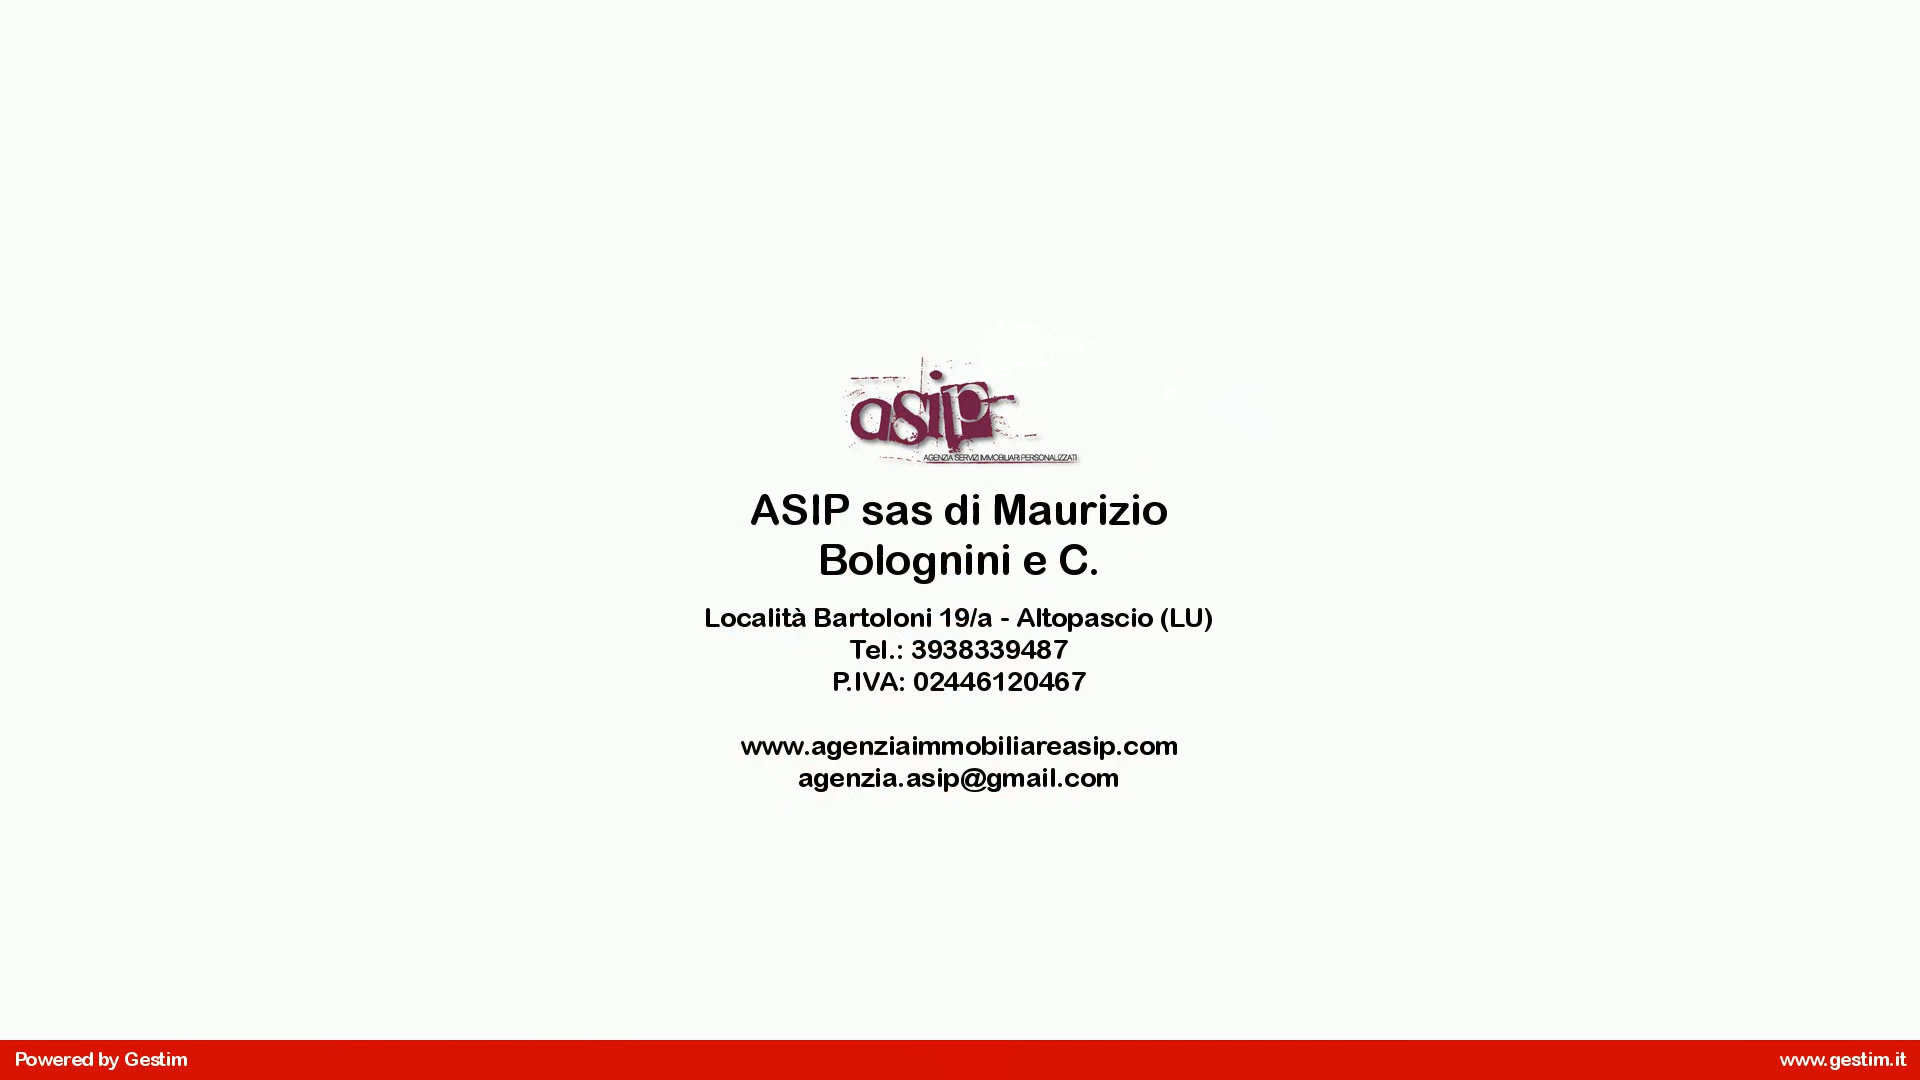 asip
AGENZIA SERVIZI IMMOBILIARI PERSONALIZZATI
ASIP sas di Maurizio
Bolognini e C.
Località Bartoloni 19/a - Altopascio (LU)
Tel.: 3938339487
P.IVA: 02446120467
www.agenziaimmobiliareasip.com
agenzia.asip@gmail.com
Powered by Gestim
www.gestim.it